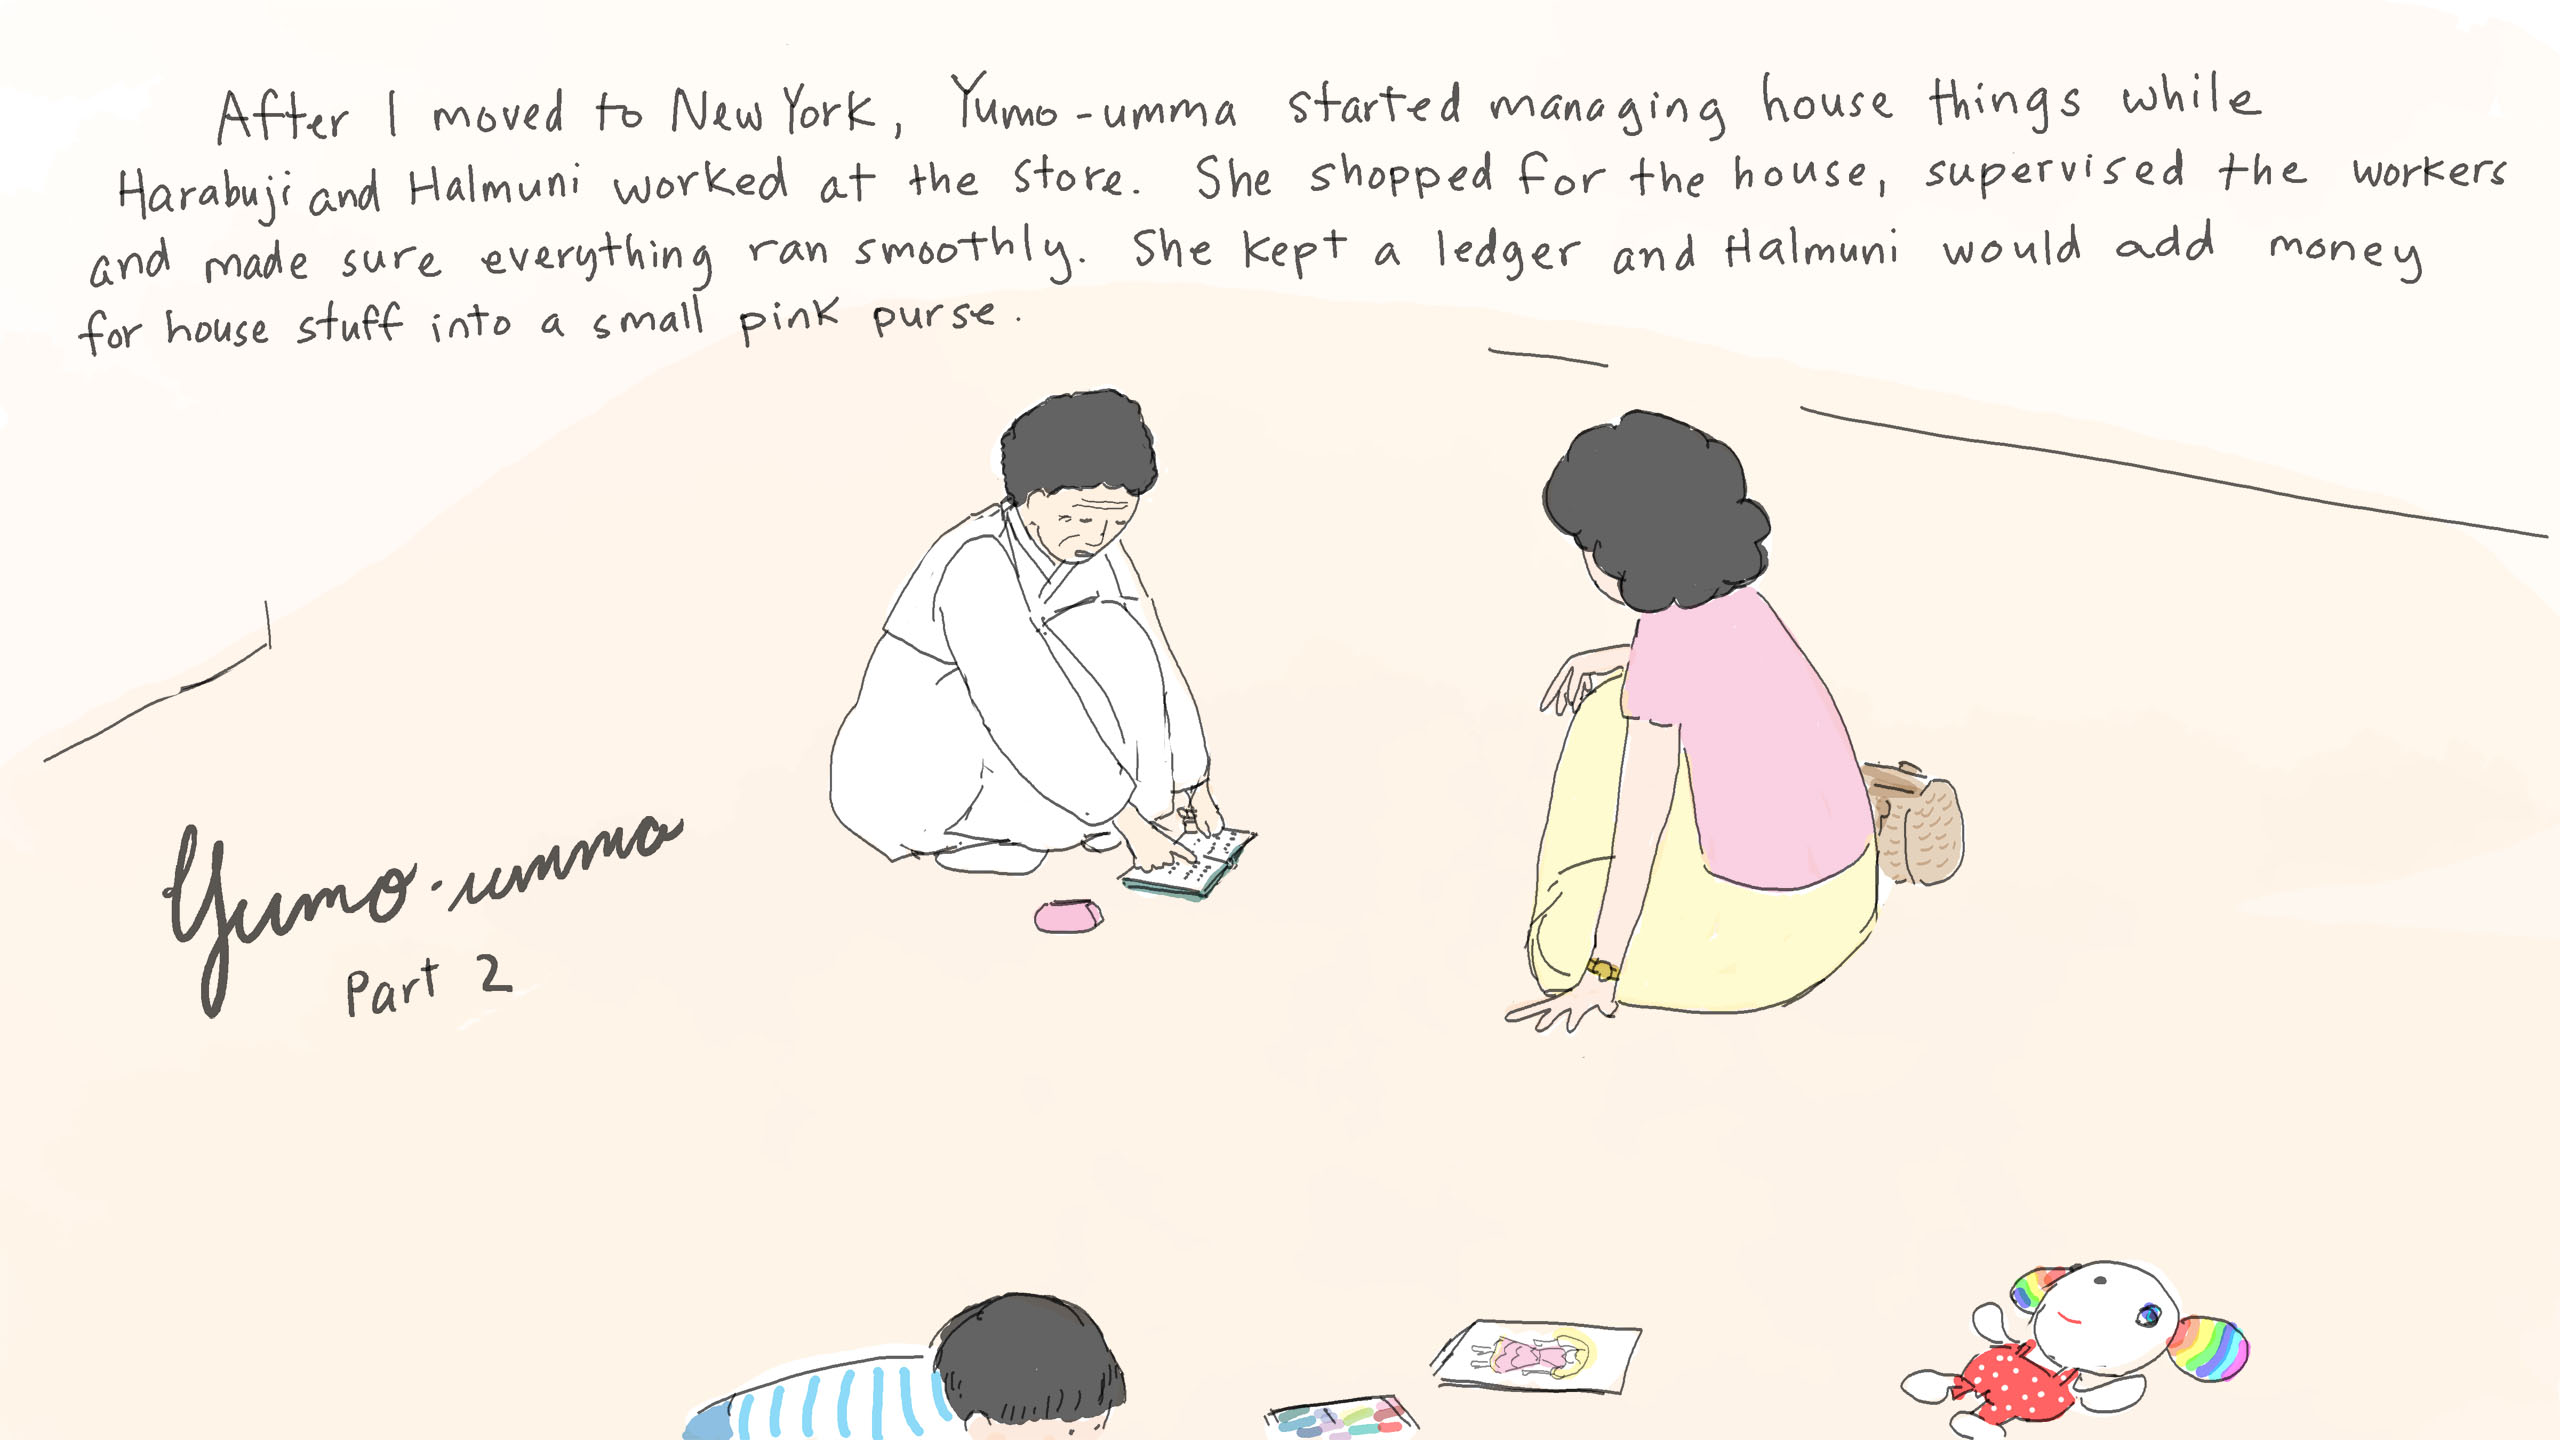 After I moved to New York, Yumo-umma started managing house things while
Harabuji and Halmuni worked at the store. She shopped for the house, supervised the workers
and made sure everything ran smoothly. She kept a ledger and Halmuni would add money
for house stuff into a small pink purse.
Yumo-umma
Part 2